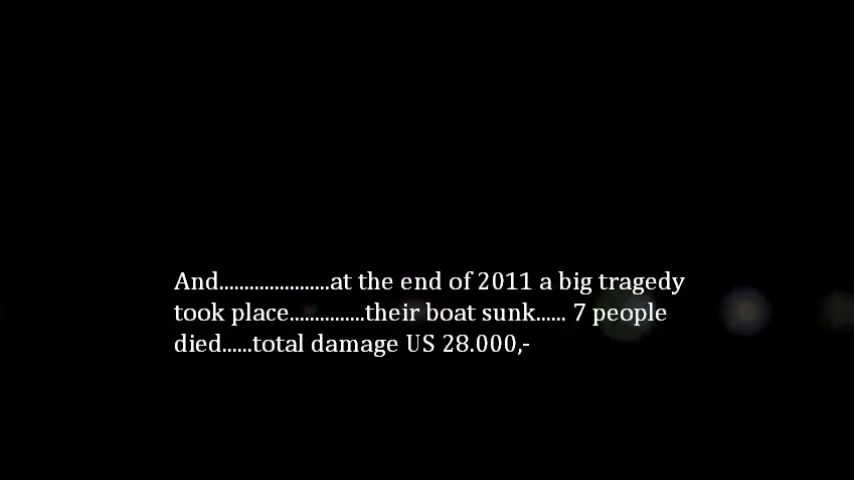 And......................at the end of 2011 a big tragedy
took place...............their boat sunk...... 7 people
died......total damage US 28.000,-